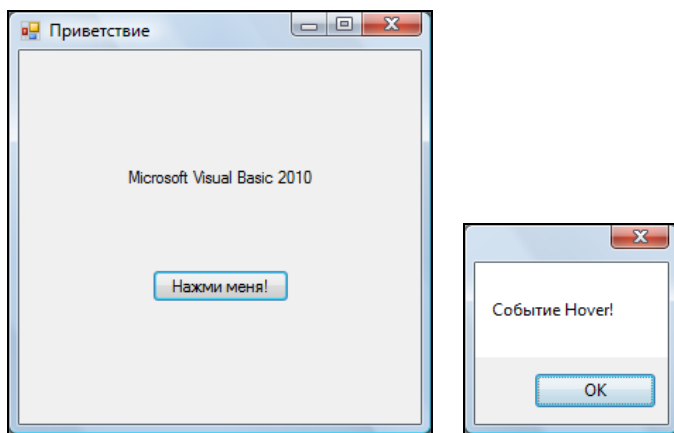 Приветствие
Microsoft Visual Basic 2010
Нажми меня!
Событие Hover!
OK